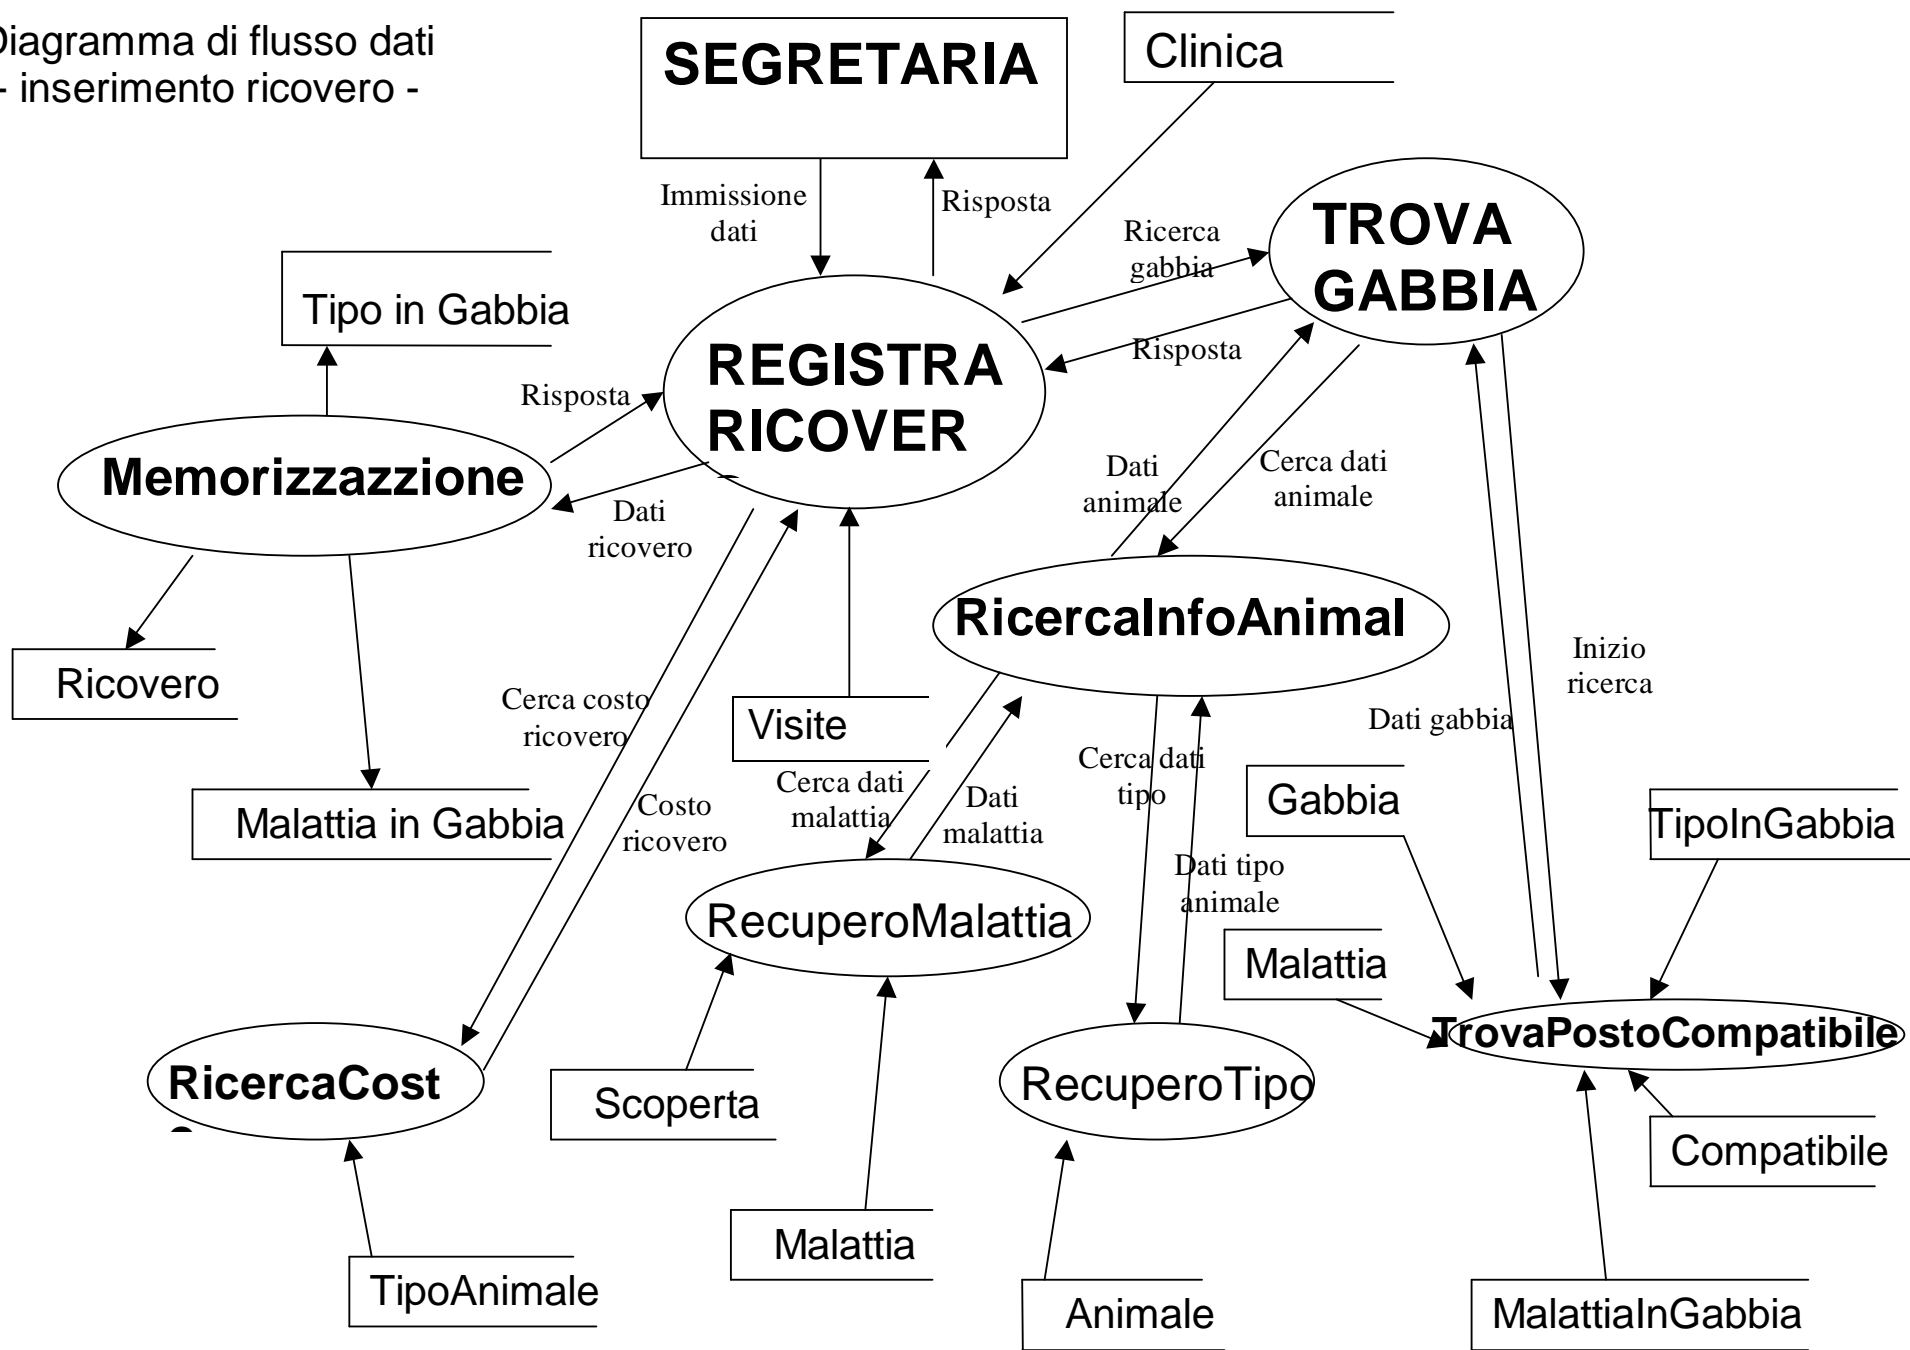 Diagramma di flusso dati
- inserimento ricovero -
SEGRETARIA
Clinica
Immissione
dati
Risposta
Ricerca
gabbia
TROVA
GABBIA
Tipo in Gabbia
Risposta
REGISTRA
RICOVER
Risposta
Memorizzazzione
Dati
ricovero
Dati
animale
Cerca dati
animale
RicercaInfoAnimal
Ricovero
Cerca costo
ricovero
Visite
Inizio
ricerca
Dati gabbia
Cerca dati
tipo
Cerca dati
malattia
Dati
malattia
Malattia in Gabbia
Costo
ricovero
Gabbia
TipoInGabbia
Dati tipo
animale
RecuperoMalattia
Malattia
TrovaPostoCompatibile
RicercaCost
Scoperta
RecuperoTipo
Compatibile
Malattia
TipoAnimale
Animale
MalattiaInGabbia